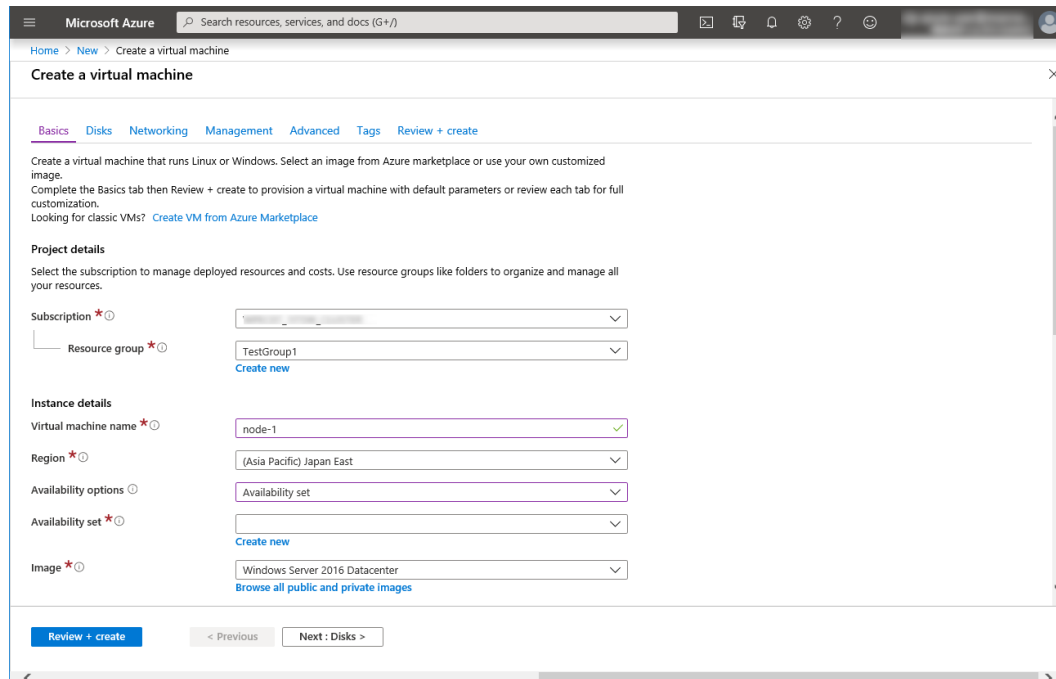 Microsoft Azure
Search resources, services, and docs (G+/)
Home > New > Create a virtual machine
Create a virtual machine
Basics Disks Networking Management Advanced Tags Review + create
Create a virtual machine that runs Linux or Windows. Select an image from Azure marketplace or use your own customized
image.
Complete the Basics tab then Review + create to provision a virtual machine with default parameters or review each tab for full
customization.
Looking for classic VMs? Create VM from Azure Marketplace
Project details
Select the subscription to manage deployed resources and costs. Use resource groups like folders to organize and manage all
your resources.
Subscription *
Resource group * TestGroup1
Create new
Instance details
Virtual machine name * node-1
Region * (Asia Pacific) Japan East
Availability options Availability set
Availability set *
Create new
Image * Windows Server 2016 Datacenter
Browse all public and private images
Review + create < Previous Next : Disks >